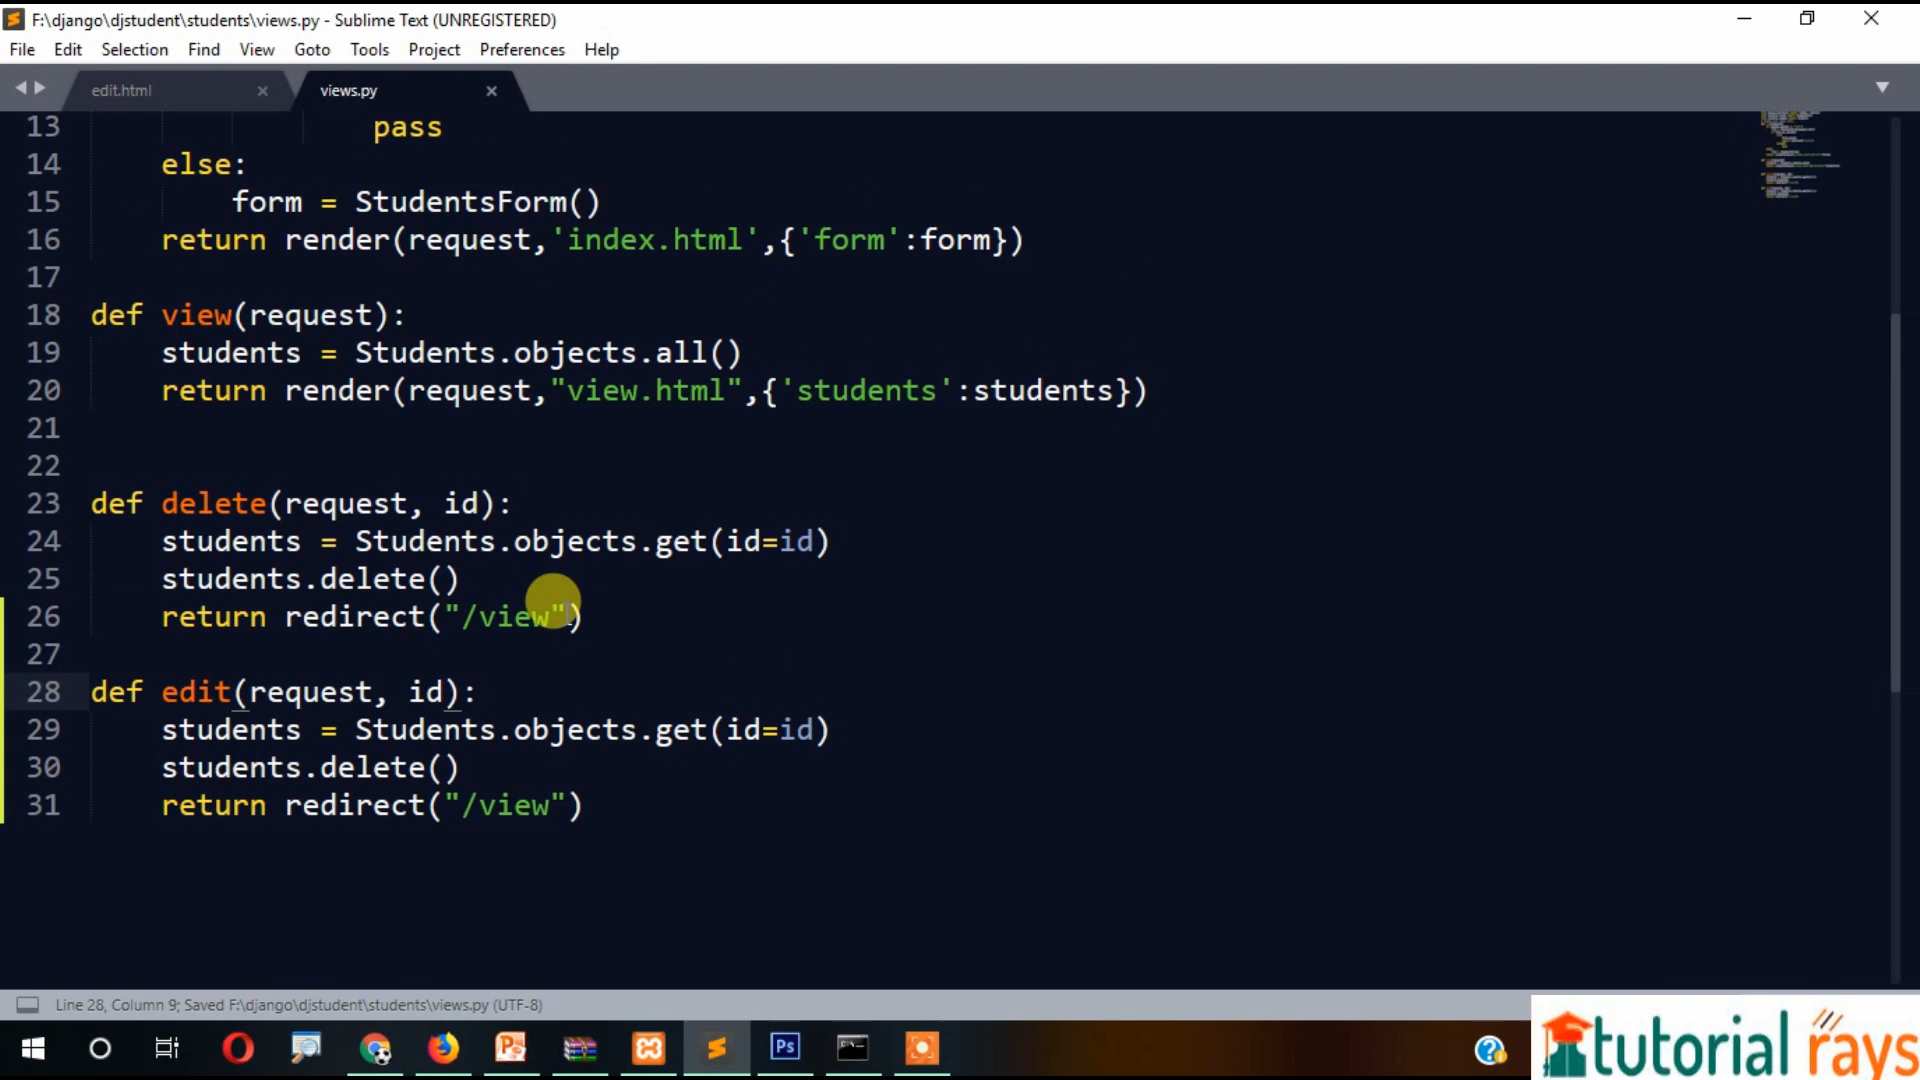 F:\django\djstudent\students\views.py - Sublime Text (UNREGISTERED)
File Edit Selection Find View Goto Tools Project Preferences Help
edit.html × views.py ×
13                 pass
14     else:
15         form = StudentsForm()
16     return render(request,'index.html',{'form':form})
17
18 def view(request):
19     students = Students.objects.all()
20     return render(request,"view.html",{'students':students})
21
22
23 def delete(request, id):
24     students = Students.objects.get(id=id)
25     students.delete()
26     return redirect("/view")
27
28 def edit(request, id):
29     students = Students.objects.get(id=id)
30     students.delete()
31     return redirect("/view")
Line 28, Column 9; Saved F:\django\djstudent\students\views.py (UTF-8)
Ps
tutorial rays